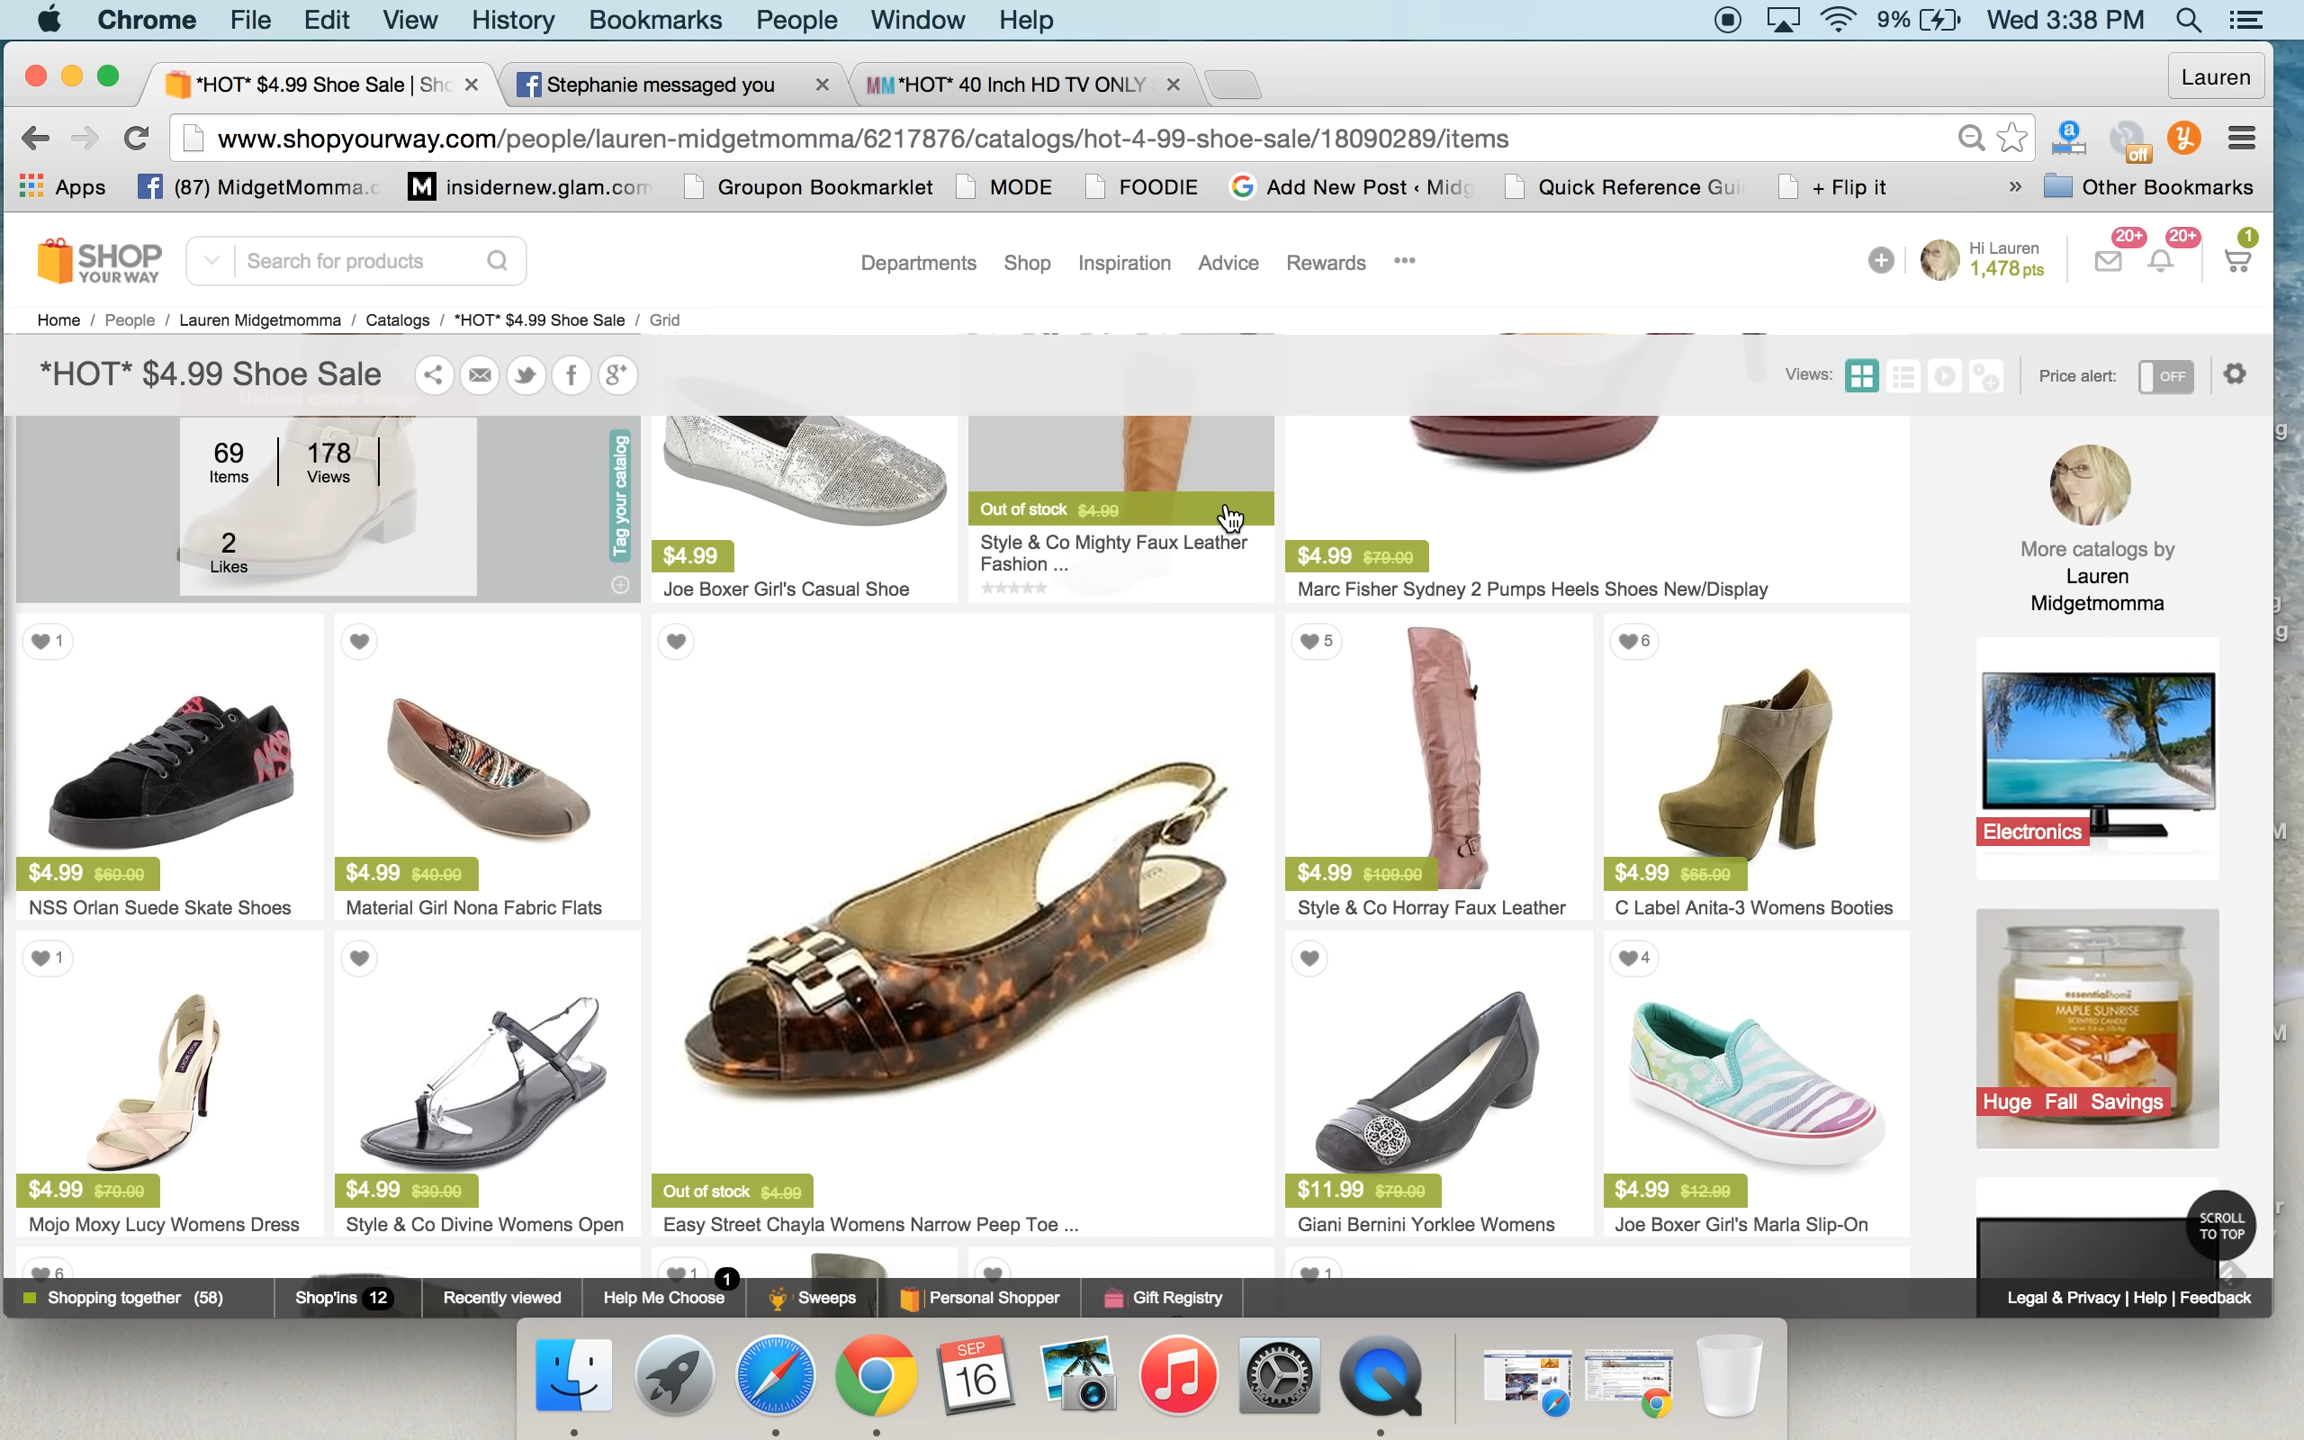 Chrome File Edit View History Bookmarks People Window Help 9% Wed 3:38 PM
*HOT* $4.99 Shoe Sale | Sho Stephanie messaged you MM *HOT* 40 Inch HD TV ONLY Lauren
www.shopyourway.com/people/lauren-midgetmomma/6217876/catalogs/hot-4-99-shoe-sale/18090289/items a off y
Apps (87) MidgetMomma.c M insidernew.glam.com Groupon Bookmarklet MODE FOODIE Add New Post ‹ Midg Quick Reference Gui + Flip it » Other Bookmarks
SHOP
YOUR WAY
Search for products
Departments Shop Inspiration Advice Rewards •••
Hi Lauren
1,478 pts
20+ 20+ 1
Home / People / Lauren Midgetmomma / Catalogs / *HOT* $4.99 Shoe Sale / Grid
*HOT* $4.99 Shoe Sale
Views:
Price alert: OFF
69
Items
178
Views
2
Likes
Tag your catalog
$4.99
Joe Boxer Girl's Casual Shoe
Out of stock $4.99
Style & Co Mighty Faux Leather
Fashion ...
$4.99 $79.00
Marc Fisher Sydney 2 Pumps Heels Shoes New/Display
More catalogs by
Lauren
Midgetmomma
1
$4.99 $60.00
NSS Orlan Suede Skate Shoes
$4.99 $40.00
Material Girl Nona Fabric Flats
5
$4.99 $109.00
Style & Co Horray Faux Leather
6
$4.99 $65.00
C Label Anita-3 Womens Booties
Electronics
1
$4.99 $70.00
Mojo Moxy Lucy Womens Dress
$4.99 $30.00
Style & Co Divine Womens Open
Out of stock $4.99
Easy Street Chayla Womens Narrow Peep Toe ...
$11.99 $79.00
Giani Bernini Yorklee Womens
4
$4.99 $12.99
Joe Boxer Girl's Marla Slip-On
essentialhome
MAPLE SUNRISE
SCENTED CANDLE
Huge Fall Savings
SCROLL
TO TOP
6
1
1
Shopping together (58) Shop'ins 12 Recently viewed Help Me Choose 1 Sweeps Personal Shopper Gift Registry Legal & Privacy | Help | Feedback
SEP
16